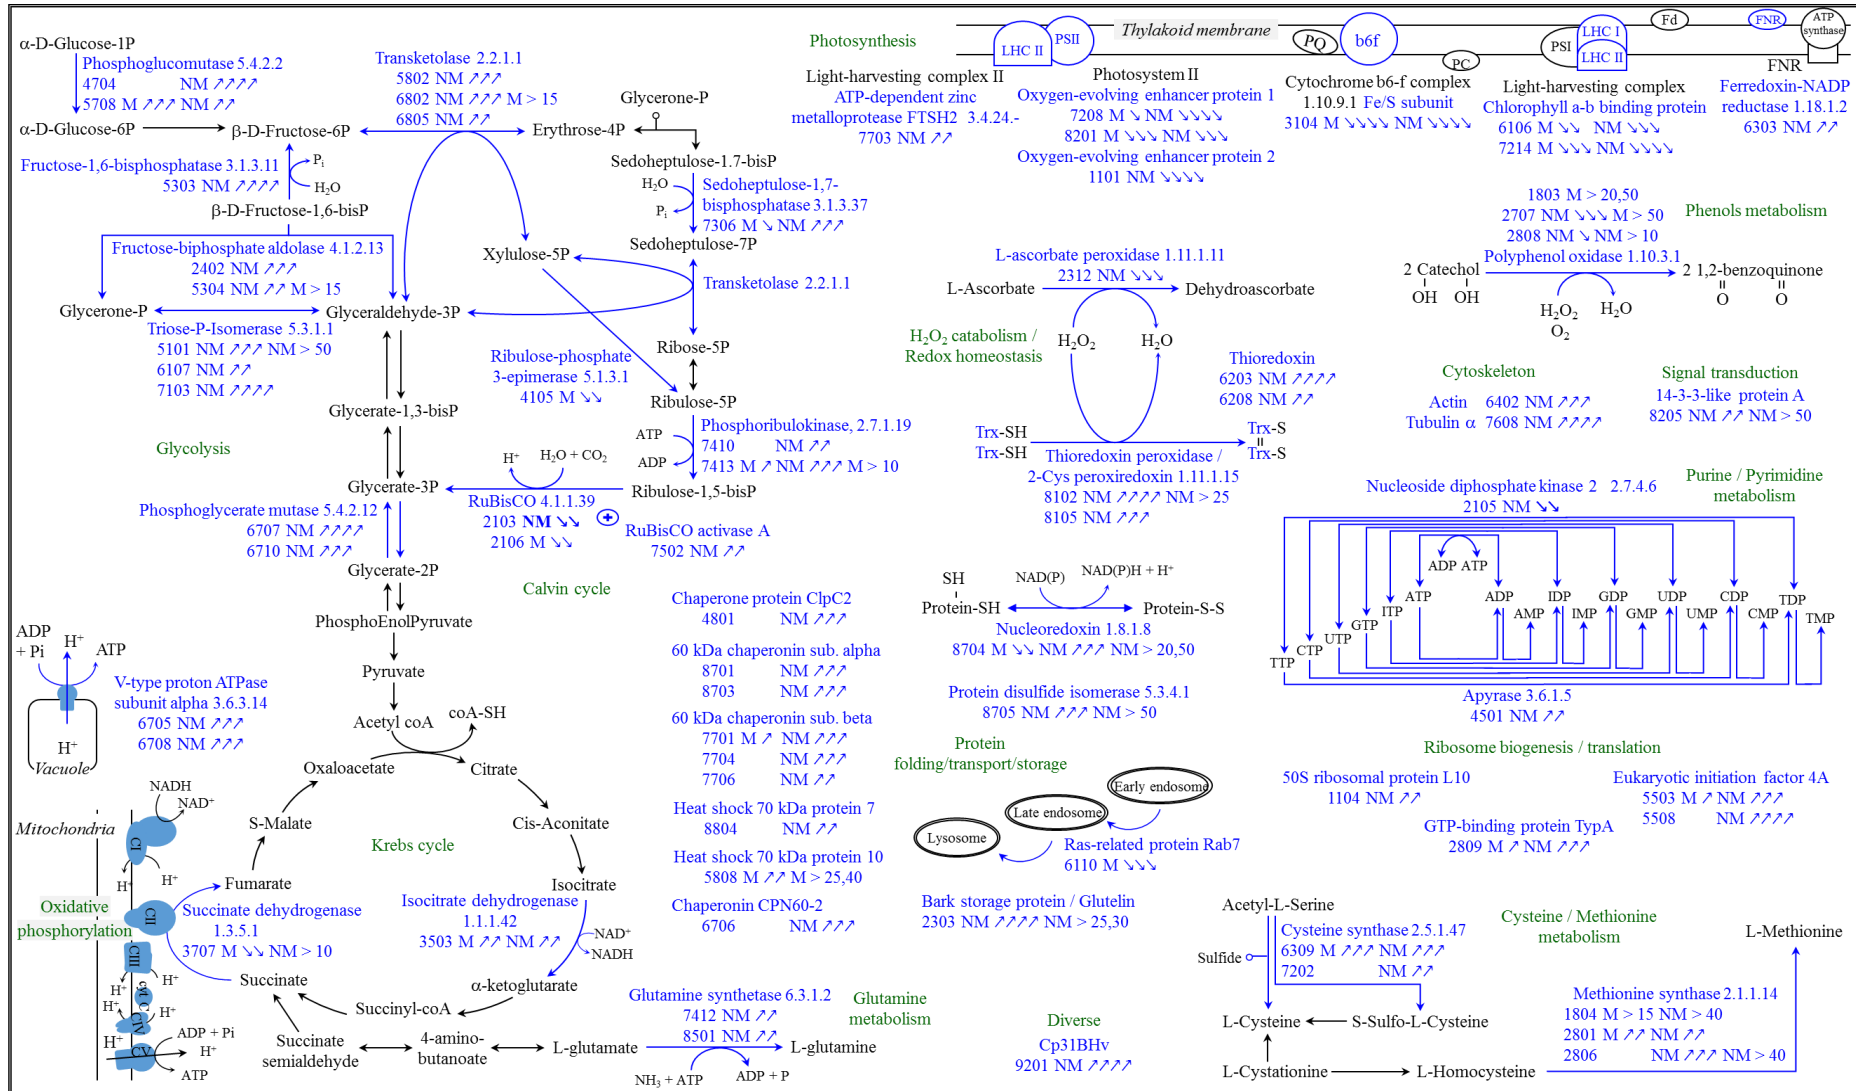 α-D-Glucose-1P
Phosphoglucomutase 5.4.2.2
4704 NM ↗↗↗↗
5708 M ↗↗↗ NM ↗↗
α-D-Glucose-6P
β-D-Fructose-6P
Transketolase 2.2.1.1
5802 NM ↗↗↗
6802 NM ↗↗↗ M > 15
6805 NM ↗↗
Glycerone-P
Erythrose-4P
Fructose-1,6-bisphosphatase 3.1.3.11
5303 NM ↗↗↗↗
Pi
H2O
β-D-Fructose-1,6-bisP
Sedoheptulose-1.7-bisP
H2O
Pi
Sedoheptulose-1,7-
bisphosphatase 3.1.3.37
7306 M ↘ NM ↗↗↗
Sedoheptulose-7P
Fructose-biphosphate aldolase 4.1.2.13
2402 NM ↗↗↗
5304 NM ↗↗ M > 15
Xylulose-5P
Transketolase 2.2.1.1
Glycerone-P
Glyceraldehyde-3P
Triose-P-Isomerase 5.3.1.1
5101 NM ↗↗↗ NM > 50
6107 NM ↗↗
7103 NM ↗↗↗↗
Ribulose-phosphate
3-epimerase 5.1.3.1
4105 M ↘↘
Ribose-5P
Ribulose-5P
Glycerate-1,3-bisP
Glycolysis
ATP
ADP
Phosphoribulokinase, 2.7.1.19
7410 NM ↗↗
7413 M ↗ NM ↗↗↗ M > 10
H+
H2O + CO2
Glycerate-3P
Ribulose-1,5-bisP
RuBisCO 4.1.1.39
2103 NM ↘↘
2106 M ↘↘
+
RuBisCO activase A
7502 NM ↗↗
Phosphoglycerate mutase 5.4.2.12
6707 NM ↗↗↗↗
6710 NM ↗↗↗
Glycerate-2P
Calvin cycle
PhosphoEnolPyruvate
Pyruvate
Acetyl coA
coA-SH
ADP
+ Pi
H+
ATP
H+
Vacuole
V-type proton ATPase
subunit alpha 3.6.3.14
6705 NM ↗↗↗
6708 NM ↗↗↗
Oxaloacetate
Citrate
S-Malate
Cis-Aconitate
Krebs cycle
Fumarate
Isocitrate
Isocitrate dehydrogenase
1.1.1.42
3503 M ↗↗ NM ↗↗
NAD+
NADH
Succinate dehydrogenase
1.3.5.1
3707 M ↘↘ NM > 10
Succinate
α-ketoglutarate
Succinyl-coA
Succinate
semialdehyde
4-amino-
butanoate
L-glutamate
Glutamine synthetase 6.3.1.2
7412 NM ↗↗
8501 NM ↗↗
NH3 + ATP
ADP + P
L-glutamine
Glutamine
metabolism
Mitochondria
NADH
NAD+
CI
H+
H+
Oxidative
phosphorylation
CII
CIII
H+
H+
cyt C
H+
CIV
H+
H+
CV
ADP + Pi
H+
ATP
Chaperone protein ClpC2
4801 NM ↗↗↗
60 kDa chaperonin sub. alpha
8701 NM ↗↗↗
8703 NM ↗↗↗
60 kDa chaperonin sub. beta
7701 M ↗ NM ↗↗↗
7704 NM ↗↗↗
7706 NM ↗↗
Heat shock 70 kDa protein 7
8804 NM ↗↗
Heat shock 70 kDa protein 10
5808 M ↗↗ M > 25,40
Chaperonin CPN60-2
6706 NM ↗↗↗
Photosynthesis
Thylakoid membrane
LHC II
PSII
PQ
b6f
PC
PSI
LHC I
LHC II
Fd
FNR
FNR
ATP
synthase
Light-harvesting complex II
ATP-dependent zinc
metalloprotease FTSH2 3.4.24.-
7703 NM ↗↗
Photosystem II
Oxygen-evolving enhancer protein 1
7208 M ↘ NM ↘↘↘↘
8201 M ↘↘↘ NM ↘↘↘
Oxygen-evolving enhancer protein 2
1101 NM ↘↘↘↘
Cytochrome b6-f complex
1.10.9.1 Fe/S subunit
3104 M ↘↘↘↘ NM ↘↘↘↘
Light-harvesting complex
Chlorophyll a-b binding protein
6106 M ↘↘ NM ↘↘↘
7214 M ↘↘↘ NM ↘↘↘↘
Ferredoxin-NADP
reductase 1.18.1.2
6303 NM ↗↗
1803 M > 20,50
2707 NM ↘↘↘ M > 50
2808 NM ↘ NM > 10
Polyphenol oxidase 1.10.3.1
Phenols metabolism
2 Catechol
OH OH
H2O2
O2
H2O
2 1,2-benzoquinone
O O
L-ascorbate peroxidase 1.11.1.11
2312 NM ↘↘↘
L-Ascorbate
Dehydroascorbate
H2O2 catabolism /
Redox homeostasis
H2O2
H2O
Thioredoxin
6203 NM ↗↗↗↗
6208 NM ↗↗
Trx-SH
Trx-SH
Trx-S
Trx-S
Thioredoxin peroxidase /
2-Cys peroxiredoxin 1.11.1.15
8102 NM ↗↗↗↗ NM > 25
8105 NM ↗↗↗
Cytoskeleton
Actin 6402 NM ↗↗↗
Tubulin α 7608 NM ↗↗↗↗
Signal transduction
14-3-3-like protein A
8205 NM ↗↗ NM > 50
Purine / Pyrimidine
metabolism
Nucleoside diphosphate kinase 2 2.7.4.6
2105 NM ↘↘
ADP ATP
TTP
CTP
UTP
GTP
ITP
ATP
ADP
AMP
IDP
IMP
GDP
GMP
UDP
UMP
CDP
CMP
TDP
TMP
Apyrase 3.6.1.5
4501 NM ↗↗
SH
Protein-SH
NAD(P)
NAD(P)H + H+
Protein-S-S
Nucleoredoxin 1.8.1.8
8704 M ↘↘ NM ↗↗↗ NM > 20,50
Protein disulfide isomerase 5.3.4.1
8705 NM ↗↗↗ NM > 50
Protein
folding/transport/storage
Early endosome
Late endosome
Lysosome
Ras-related protein Rab7
6110 M ↘↘↘
Bark storage protein / Glutelin
2303 NM ↗↗↗↗ NM > 25,30
Ribosome biogenesis / translation
50S ribosomal protein L10
1104 NM ↗↗
Eukaryotic initiation factor 4A
5503 M ↗ NM ↗↗↗
5508 NM ↗↗↗↗
GTP-binding protein TypA
2809 M ↗ NM ↗↗↗
Acetyl-L-Serine
Cysteine synthase 2.5.1.47
6309 M ↗↗↗ NM ↗↗↗
7202 NM ↗↗
Sulfide
Cysteine / Methionine
metabolism
L-Methionine
L-Cysteine
S-Sulfo-L-Cysteine
Methionine synthase 2.1.1.14
1804 M > 15 NM > 40
2801 M ↗↗ NM ↗↗
2806 NM ↗↗↗ NM > 40
L-Cystationine
L-Homocysteine
Diverse
Cp31BHv
9201 NM ↗↗↗↗